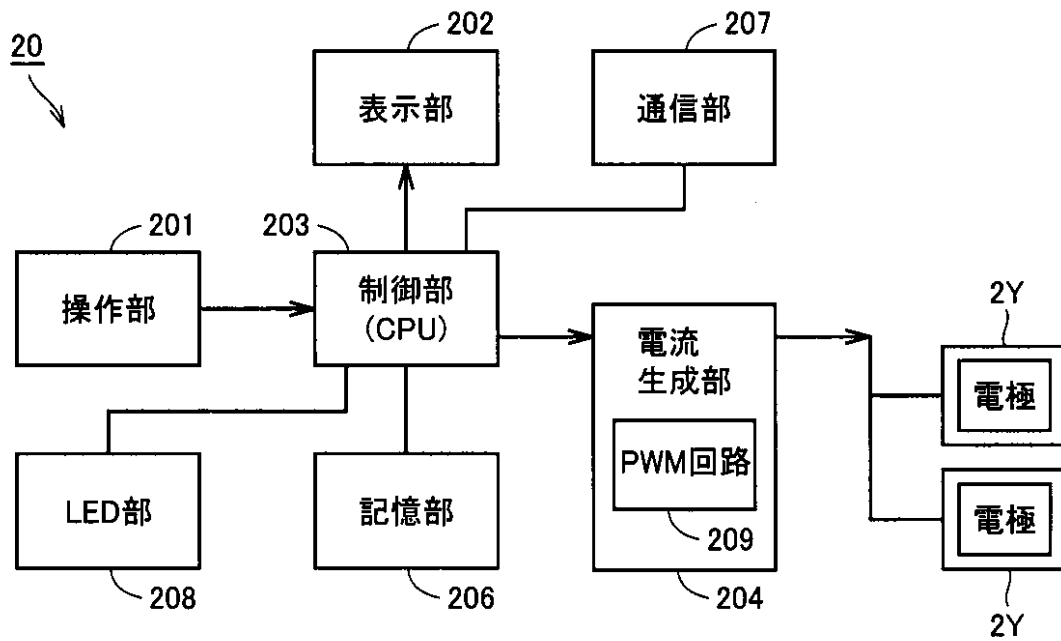 20
202
207
表示部
通信部
201
203
操作部
制御部
(CPU)
電流
生成部
PWM回路
209
204
2Y
電極
電極
2Y
LED部
記憶部
208
206